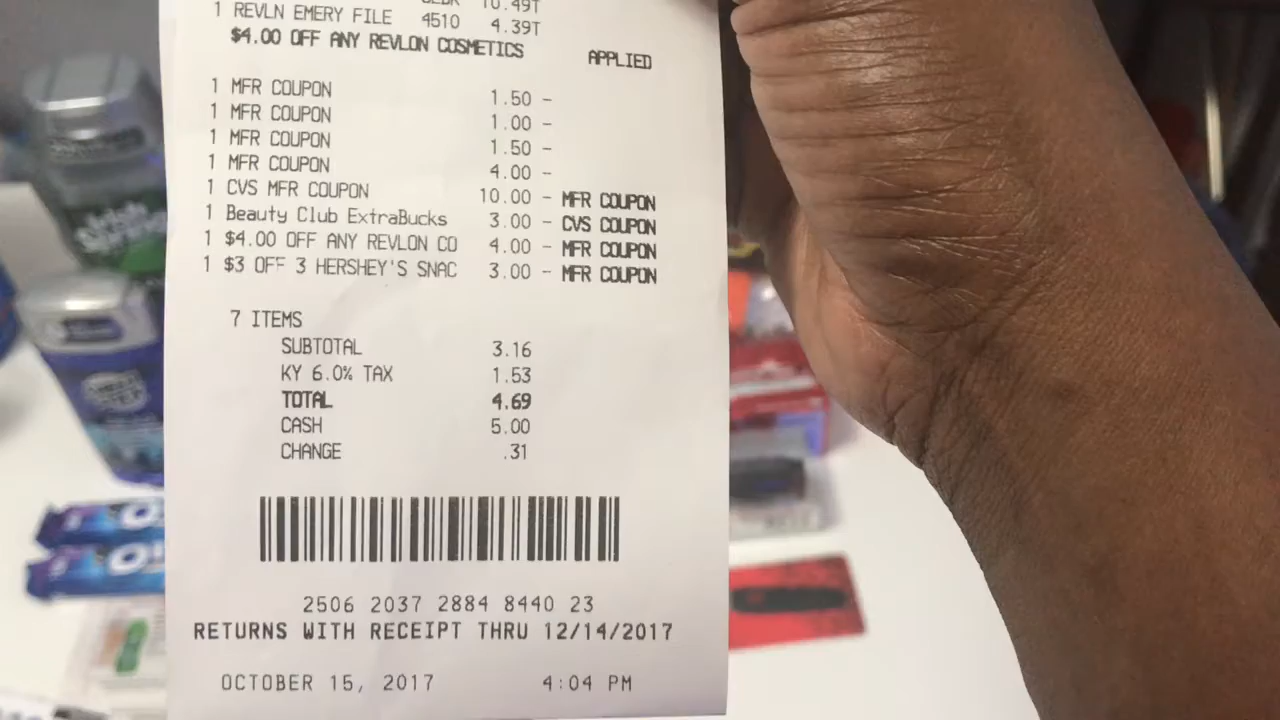 10.49T
1 REVLN EMERY FILE 4510 4.39T
$4.00 OFF ANY REVLON COSMETICS APPLIED
1 MFR COUPON 1.50 -
1 MFR COUPON 1.00 -
1 MFR COUPON 1.50 -
1 MFR COUPON 4.00 -
1 CVS MFR COUPON 10.00 - MFR COUPON
1 Beauty Club ExtraBucks 3.00 - CVS COUPON
1 $4.00 OFF ANY REVLON CO 4.00 - MFR COUPON
1 $3 OFF 3 HERSHEY'S SNAC 3.00 - MFR COUPON
7 ITEMS
SUBTOTAL 3.16
KY 6.0% TAX 1.53
TOTAL 4.69
CASH 5.00
CHANGE .31
2506 2037 2884 8440 23
RETURNS WITH RECEIPT THRU 12/14/2017
OCTOBER 15, 2017 4:04 PM